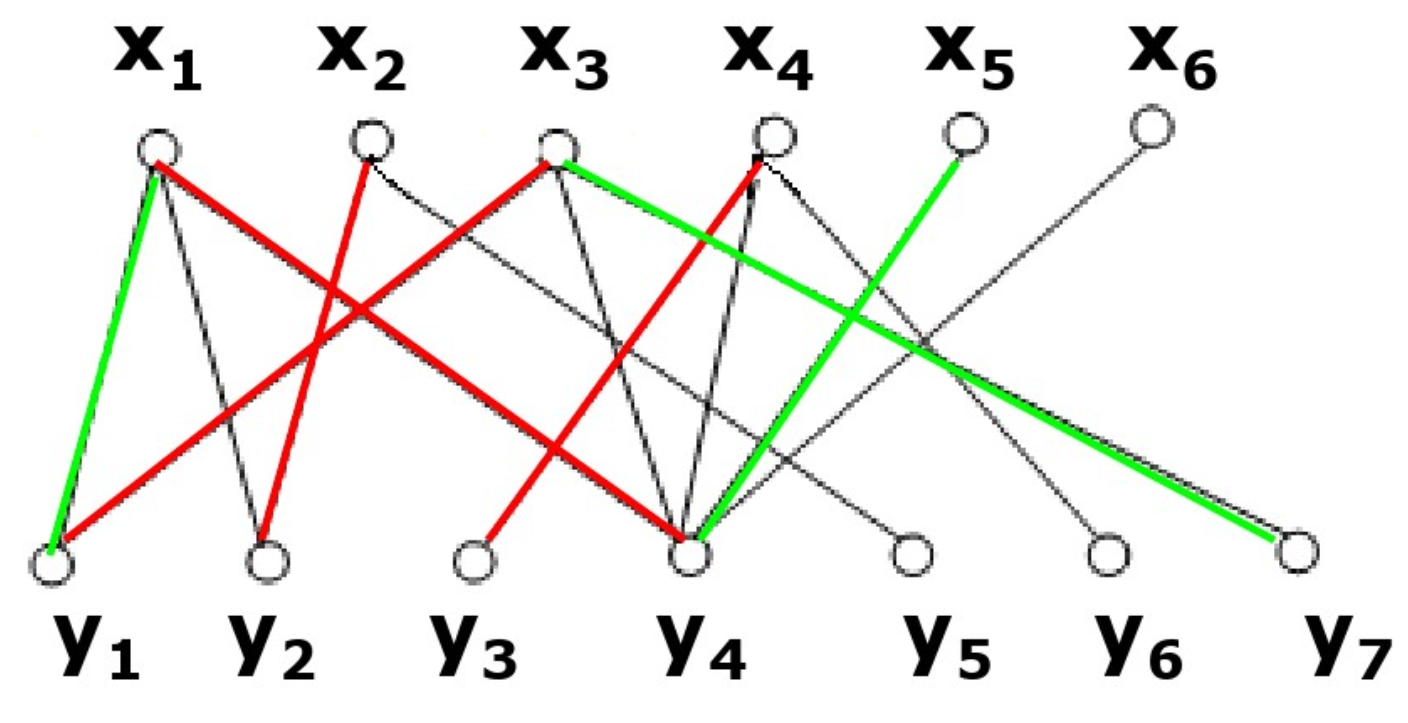 x₁ x₂ x₃ x₄ x₅ x₆
y₁ y₂ y₃ y₄ y₅ y₆ y₇